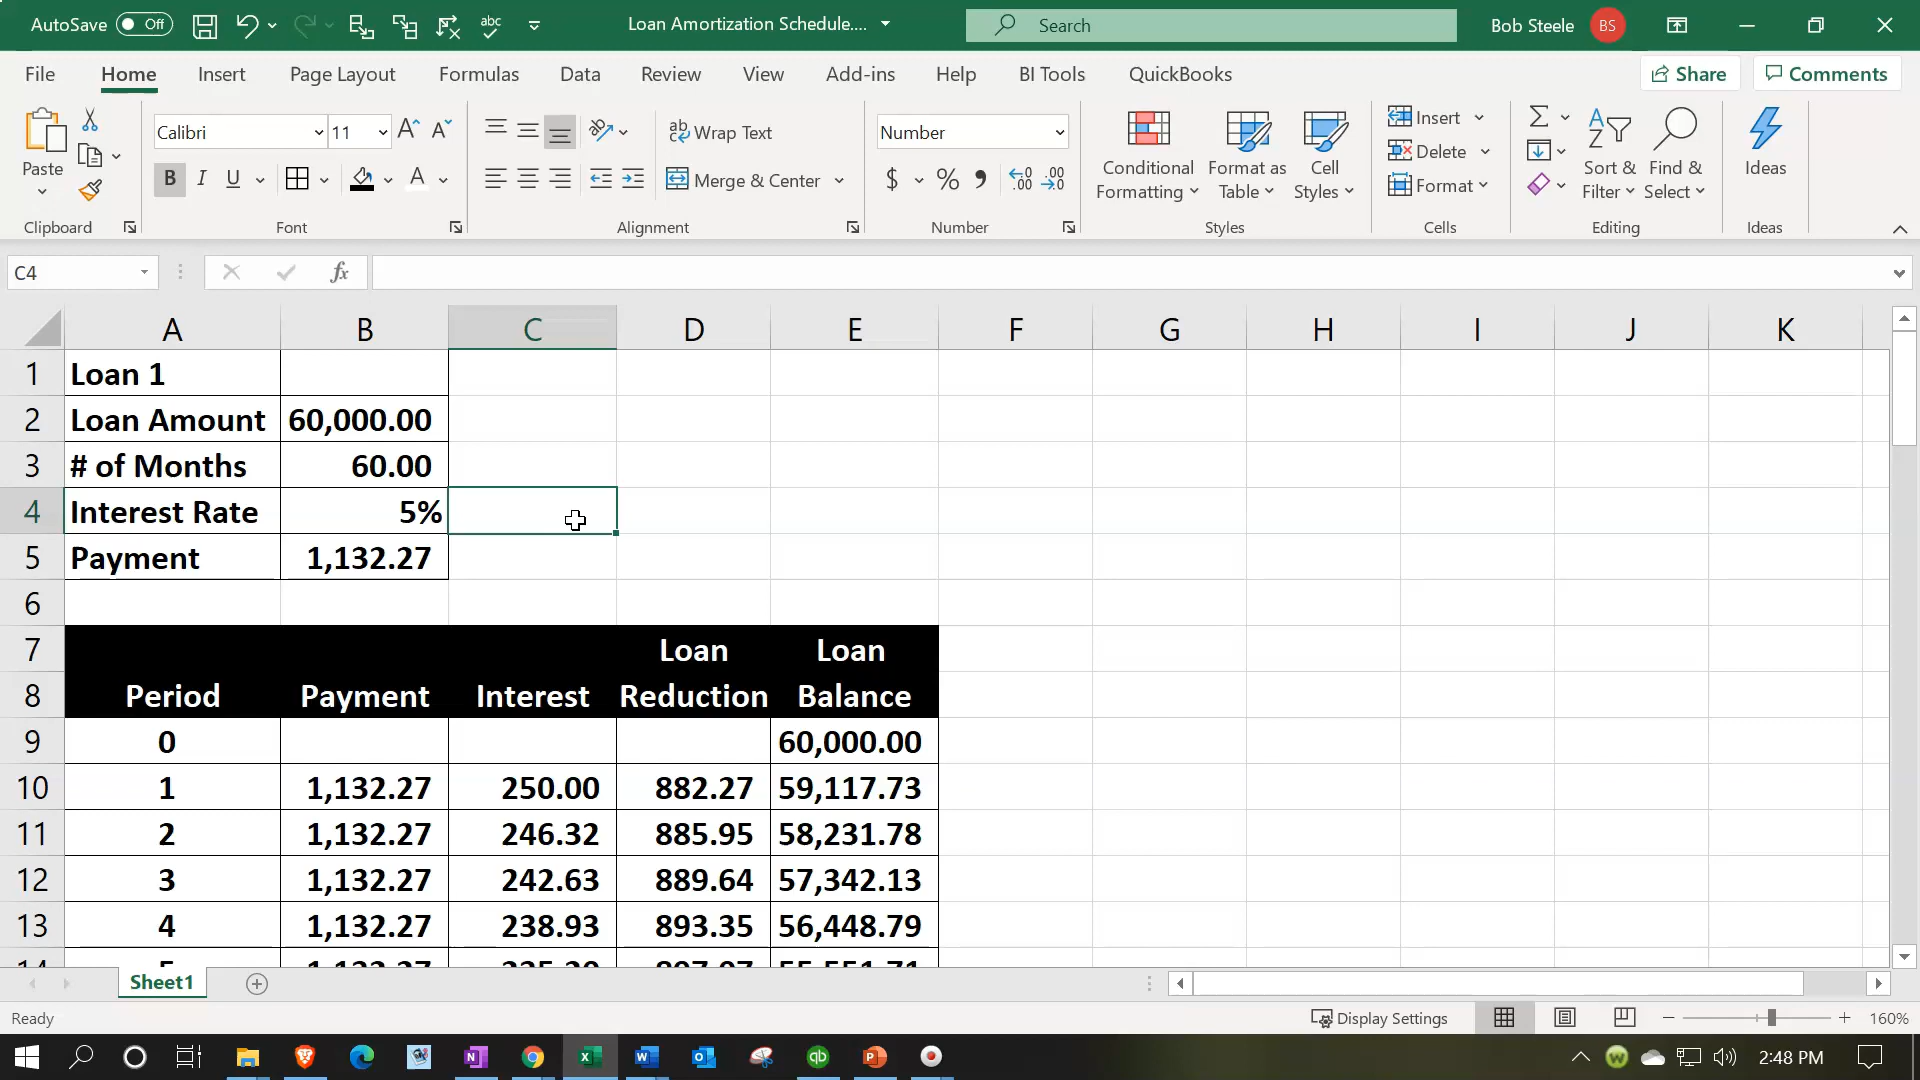 AutoSave Off abc Loan Amortization Schedule.... Search Bob Steele BS
File Home Insert Page Layout Formulas Data Review View Add-ins Help BI Tools QuickBooks Share Comments
Paste
Calibri 11
B I U A
ab Wrap Text
Merge & Center
Number
$ % 9
Conditional Formatting
Format as Table
Cell Styles
Insert
Delete
Format
Sort & Filter
Find & Select
Ideas
Clipboard Font Alignment Number Styles Cells Editing Ideas
C4 fx
A B C D E F G H I J K
1 Loan 1
2 Loan Amount 60,000.00
3 # of Months 60.00
4 Interest Rate 5%
5 Payment 1,132.27
6
7 Loan Loan
8 Period Payment Interest Reduction Balance
9 0 60,000.00
10 1 1,132.27 250.00 882.27 59,117.73
11 2 1,132.27 246.32 885.95 58,231.78
12 3 1,132.27 242.63 889.64 57,342.13
13 4 1,132.27 238.93 893.35 56,448.79
Sheet1
Ready Display Settings 160%
2:48 PM